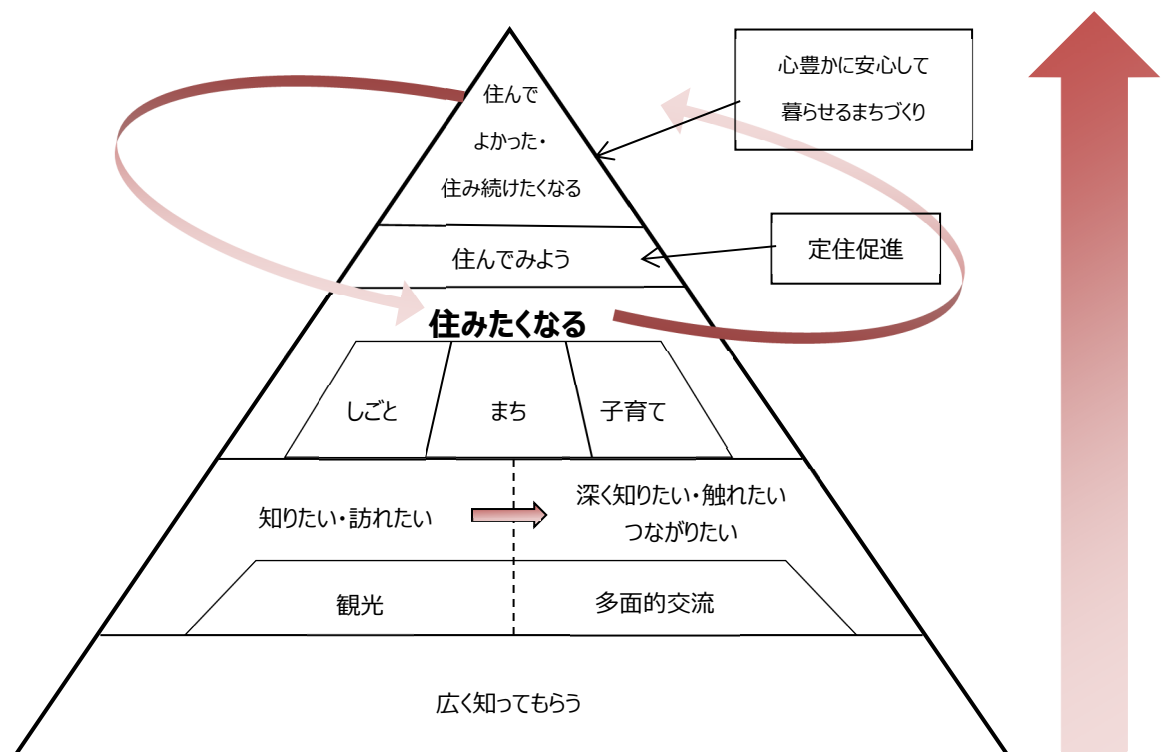 住んで
よかった・
住み続けたくなる
心豊かに安心して
暮らせるまちづくり
住んでみよう
定住促進
住みたくなる
しごと
まち
子育て
知りたい・訪れたい
深く知りたい・触れたい
つながりたい
観光
多面的交流
広く知ってもらう